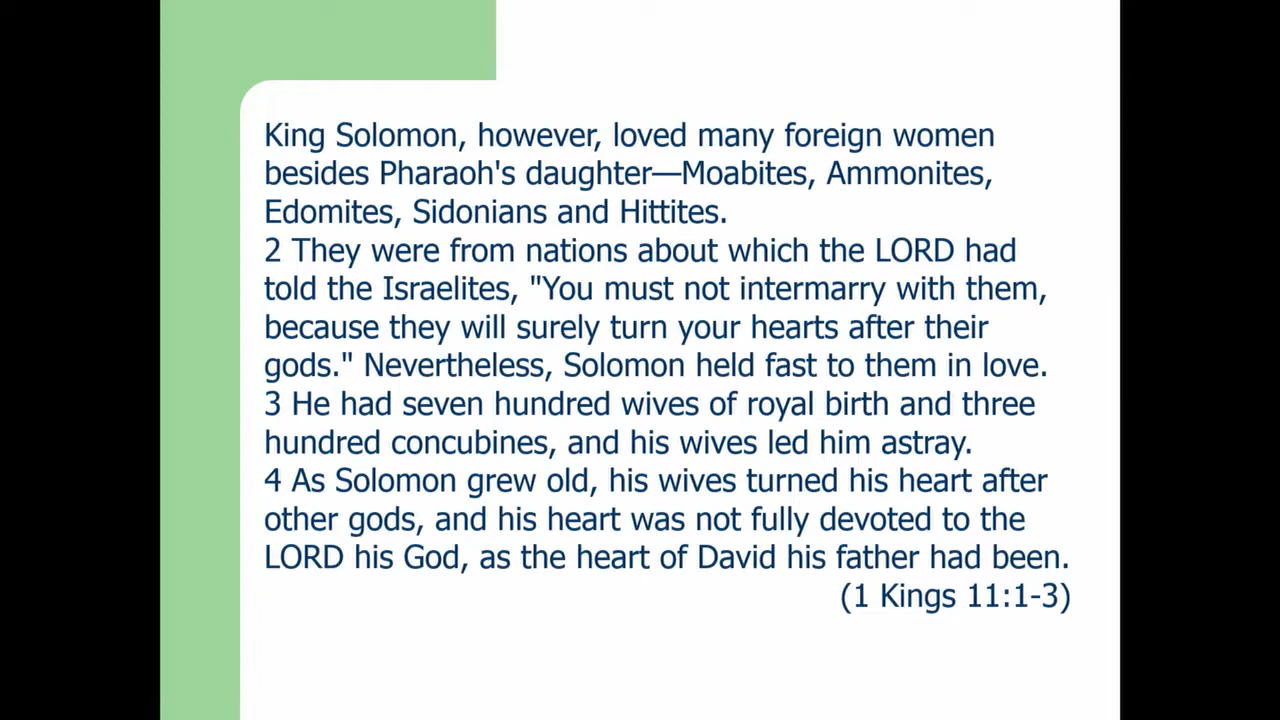 King Solomon, however, loved many foreign women
besides Pharaoh's daughter—Moabites, Ammonites,
Edomites, Sidonians and Hittites.
2 They were from nations about which the LORD had
told the Israelites, "You must not intermarry with them,
because they will surely turn your hearts after their
gods." Nevertheless, Solomon held fast to them in love.
3 He had seven hundred wives of royal birth and three
hundred concubines, and his wives led him astray.
4 As Solomon grew old, his wives turned his heart after
other gods, and his heart was not fully devoted to the
LORD his God, as the heart of David his father had been.
(1 Kings 11:1-3)